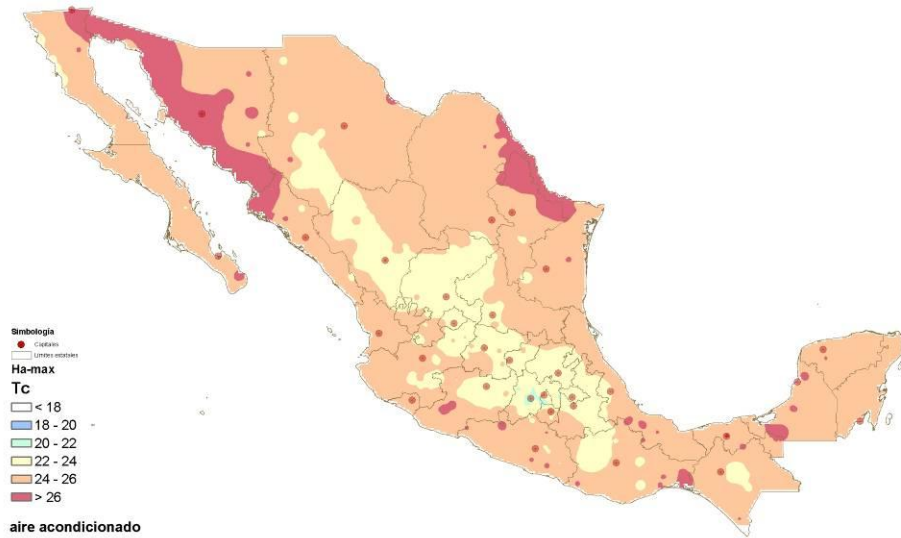 Simbología
Capitales
Límites estatales
Ha-max
Tc
< 18
18 - 20
20 - 22
22 - 24
24 - 26
> 26
aire acondicionado